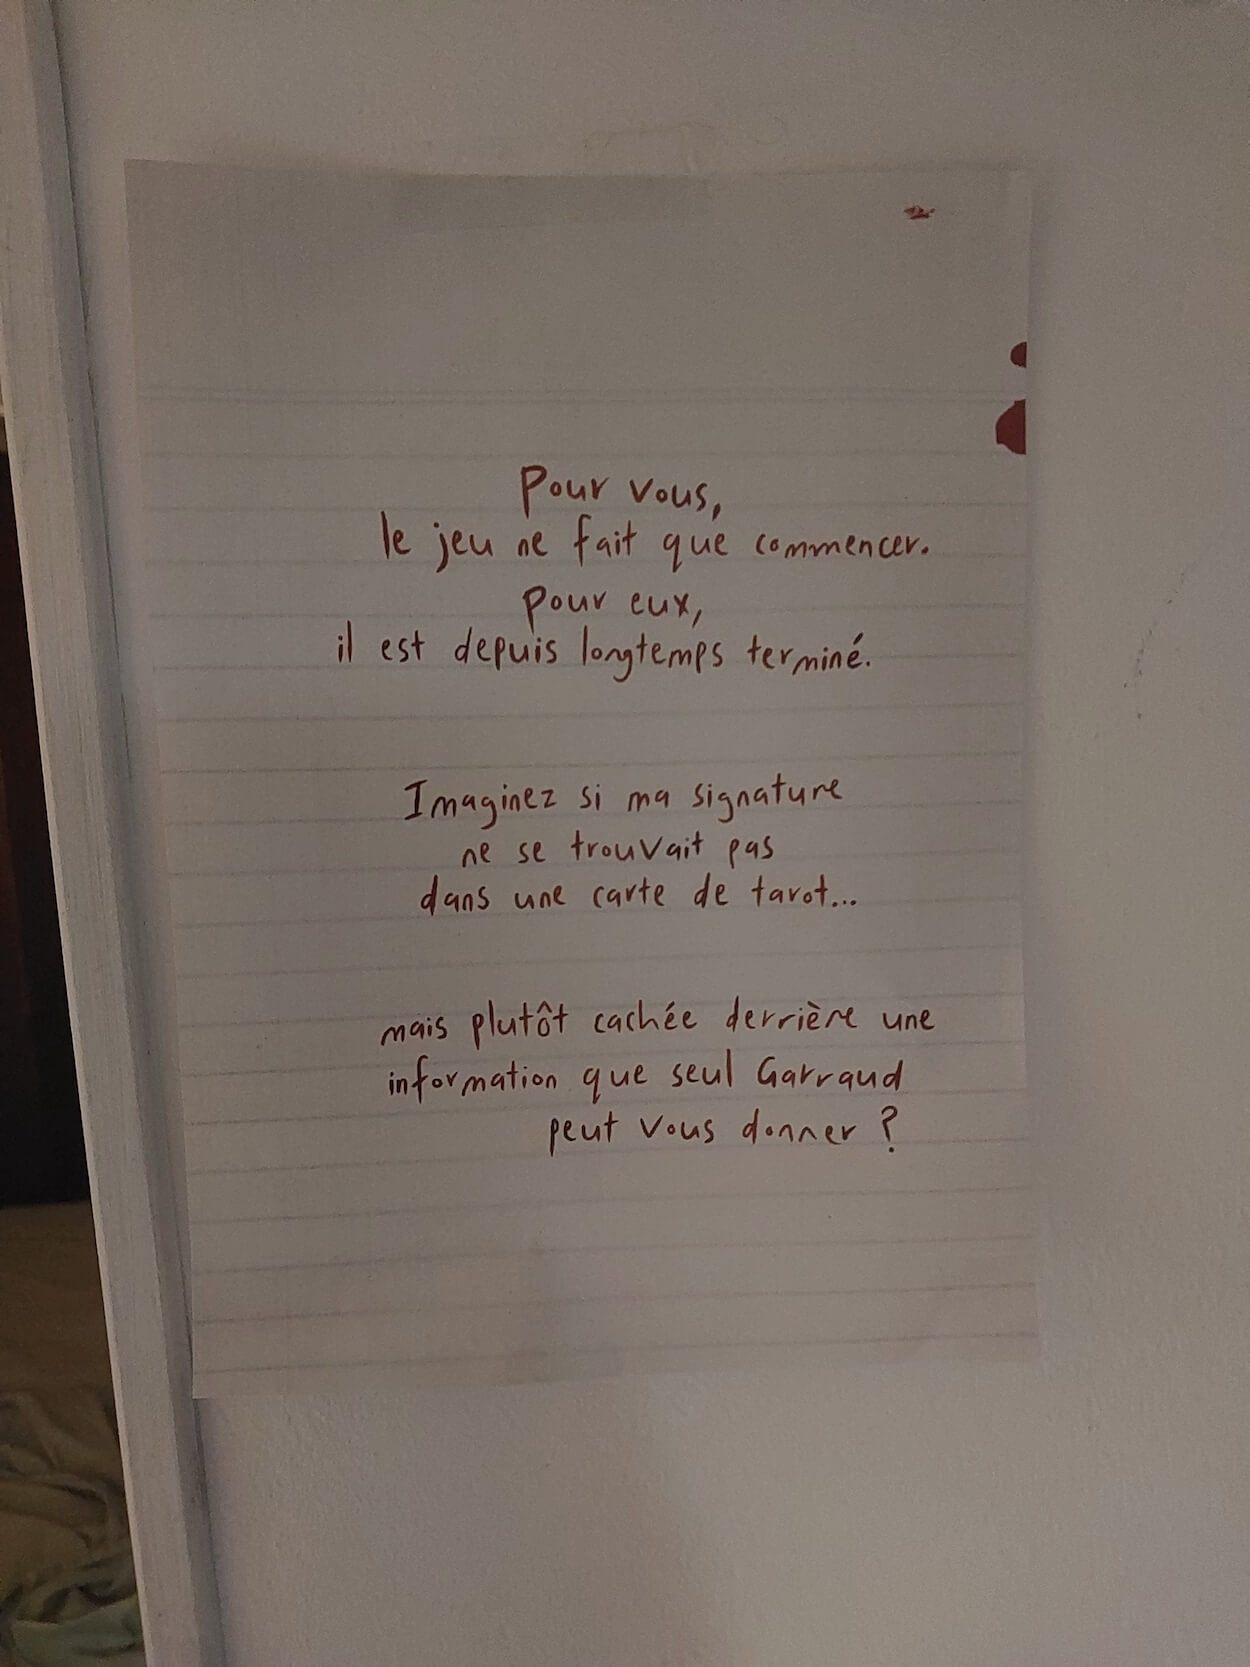 Pour vous,
le jeu ne fait que commencer.
Pour eux,
il est depuis longtemps terminé.
Imaginez si ma signature
ne se trouvait pas
dans une carte de tarot...
mais plutôt cachée derrière une
information que seul Garraud
peut vous donner ?